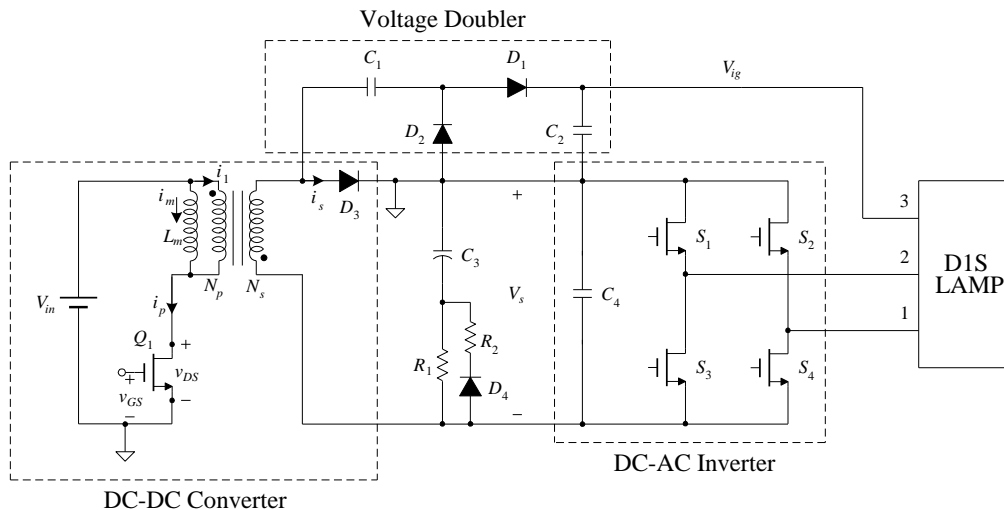 Voltage Doubler
C1
D1
Vig
D2
C2
i1
im
Lm
is
D3
+
3
S1
S2
C3
2
D1S
LAMP
Np
Ns
Vin
ip
Vs
C4
1
Q1
+
R2
vDS
R1
S3
S4
+
vGS
D4
−
−
−
DC-AC Inverter
DC-DC Converter